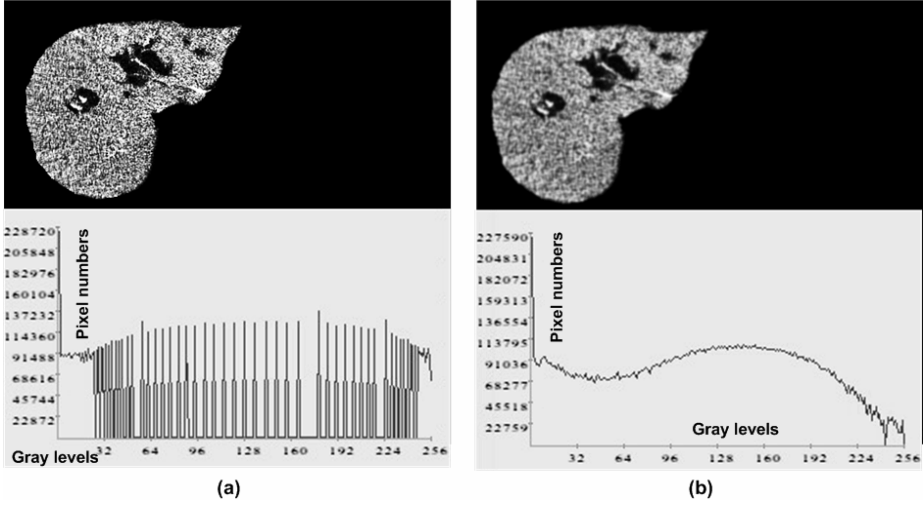 228720
205848
182976
160104
137232
114360
91488
68616
45744
22872
Pixel numbers
32 64 96 128 160 192 224 256
Gray levels
(a)
227590
204831
182072
159313
136554
113795
91036
68277
45518
22759
Pixel numbers
Gray levels
32 64 96 128 160 192 224 256
(b)